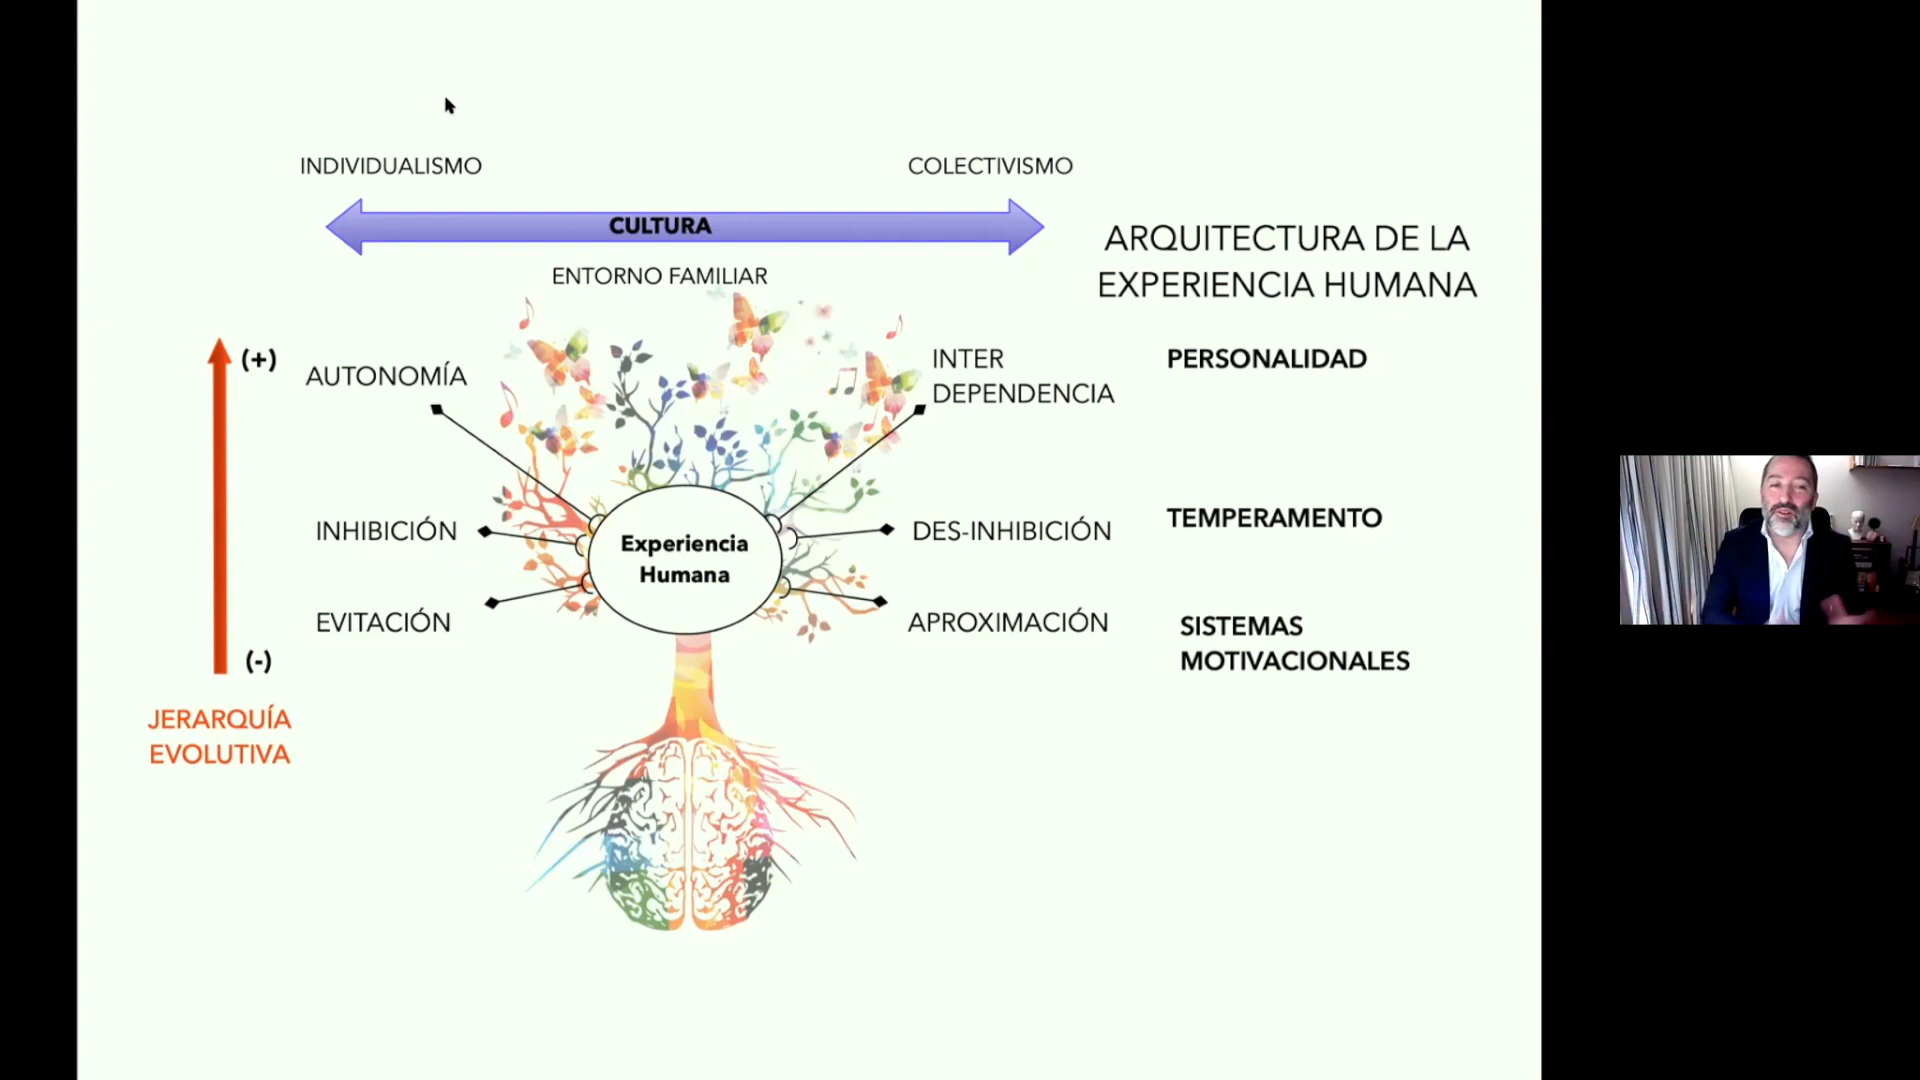 INDIVIDUALISMO
COLECTIVISMO
CULTURA
ENTORNO FAMILIAR
ARQUITECTURA DE LA
EXPERIENCIA HUMANA
(+)
AUTONOMÍA
INTER
DEPENDENCIA
PERSONALIDAD
INHIBICIÓN
Experiencia
Humana
DES-INHIBICIÓN
TEMPERAMENTO
EVITACIÓN
APROXIMACIÓN
SISTEMAS
MOTIVACIONALES
(-)
JERARQUÍA
EVOLUTIVA